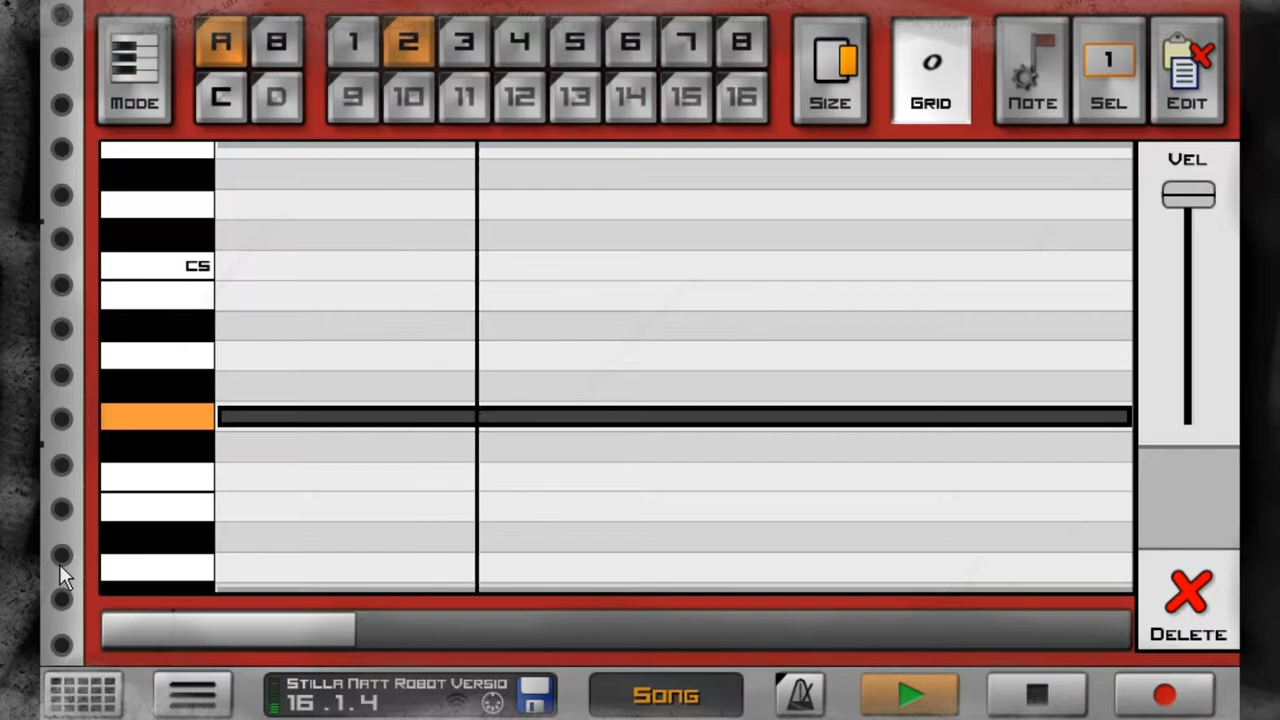 MODE
A B
C D
1 2 3 4 5 6 7 8
9 10 11 12 13 14 15 16
SIZE
GRID
NOTE
1
SEL
EDIT
VEL
C5
DELETE
STILLA NATT ROBOT VERSIO
16 .1.4
SONG